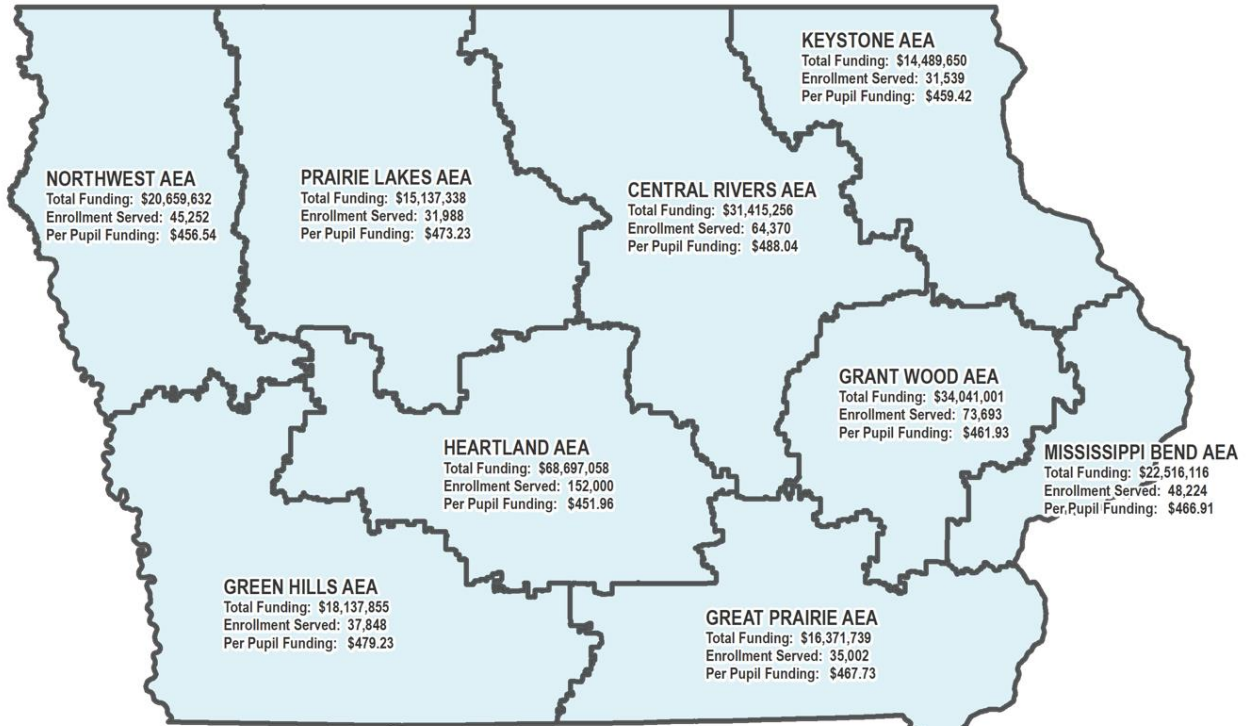 KEYSTONE AEA
Total Funding: $14,489,650
Enrollment Served: 31,539
Per Pupil Funding: $459.42
NORTHWEST AEA
Total Funding: $20,659,632
Enrollment Served: 45,252
Per Pupil Funding: $456.54
PRAIRIE LAKES AEA
Total Funding: $15,137,338
Enrollment Served: 31,988
Per Pupil Funding: $473.23
CENTRAL RIVERS AEA
Total Funding: $31,415,256
Enrollment Served: 64,370
Per Pupil Funding: $488.04
GRANT WOOD AEA
Total Funding: $34,041,001
Enrollment Served: 73,693
Per Pupil Funding: $461.93
HEARTLAND AEA
Total Funding: $68,697,058
Enrollment Served: 152,000
Per Pupil Funding: $451.96
MISSISSIPPI BEND AEA
Total Funding: $22,516,116
Enrollment Served: 48,224
Per Pupil Funding: $466.91
GREEN HILLS AEA
Total Funding: $18,137,855
Enrollment Served: 37,848
Per Pupil Funding: $479.23
GREAT PRAIRIE AEA
Total Funding: $16,371,739
Enrollment Served: 35,002
Per Pupil Funding: $467.73